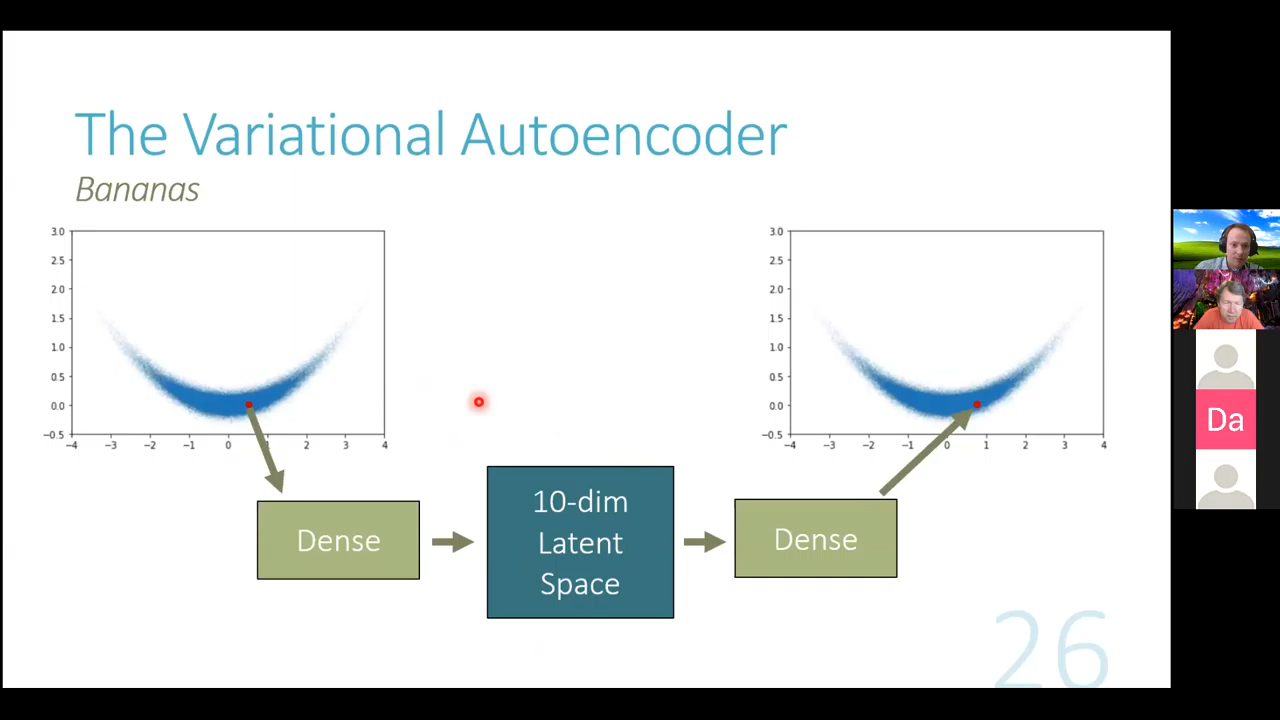 The Variational Autoencoder
Bananas
3.0
2.5
2.0
1.5
1.0
0.5
0.0
−0.5
−4 −3 −2 −1 0 1 2 3 4
3.0
2.5
2.0
1.5
1.0
0.5
0.0
−0.5
−4 −3 −2 −1 0 1 2 3 4
Dense
10-dim
Latent
Space
Dense
26
Da